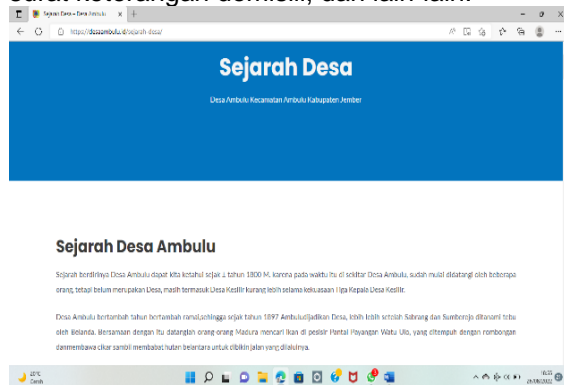 surat keterangan domisili, dan lain-lain.
Sejarah Desa – Desa Ambulu
https://desaambulu.id/sejarah-desa/
Sejarah Desa
Desa Ambulu Kecamatan Ambulu Kabupaten Jember
Sejarah Desa Ambulu
Sejarah berdirinya Desa Ambulu dapat kita ketahui sejak ± tahun 1800 M. karena pada waktu itu di sekitar Desa Ambulu, sudah mulai didatangi oleh beberapa
orang, tetapi belum merupakan Desa, masih termasuk Desa Kesilir kurang lebih selama kekuasaan Tiga Kepala Desa Kesilir.
Desa Ambulu bertambah tahun bertambah ramai,sehingga sejak tahun 1897 Ambuludijadikan Desa, lebih lebih setelah Sabrang dan Sumberejo ditanami tebu
oleh Belanda. Bersamaan dengan itu datanglah orang orang Madura mencari ikan di pesisir Pantai Payangan Watu Ulo, yang ditempuh dengan rombongan
danmembawa cikar sambil membabat hutan belantara untuk dibikin jalan yang dilaluinya.
20°C